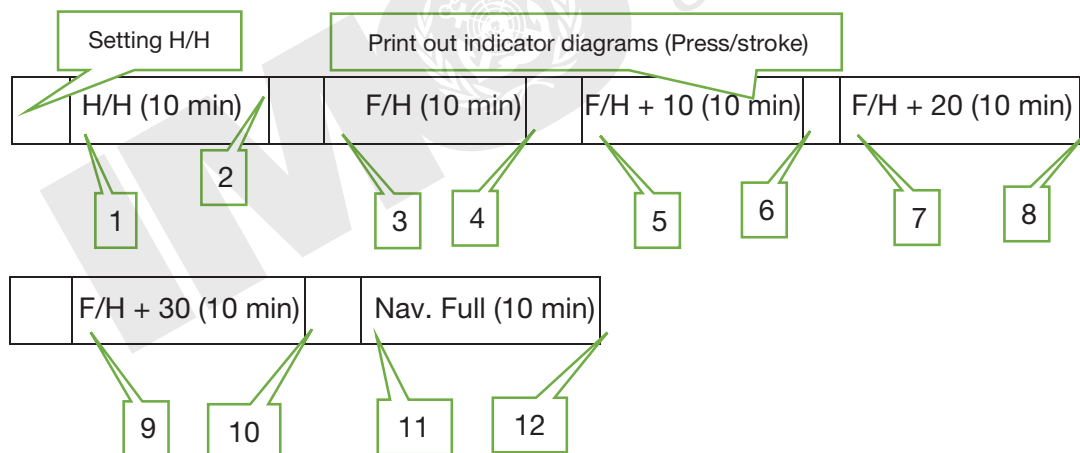 Setting H/H
Print out indicator diagrams (Press/stroke)
H/H (10 min)
F/H (10 min)
F/H + 10 (10 min)
F/H + 20 (10 min)
1
2
3
4
5
6
7
8
F/H + 30 (10 min)
Nav. Full (10 min)
9
10
11
12
IMO